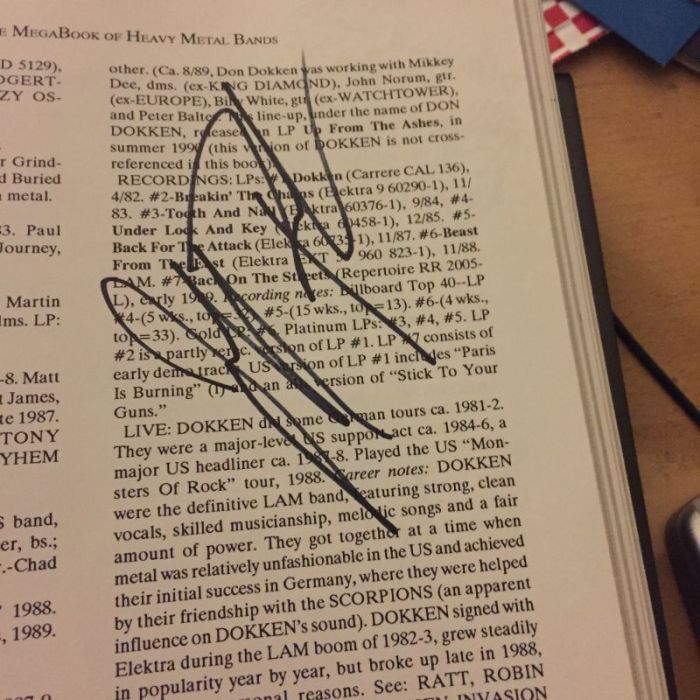 E MEGABOOK OF HEAVY METAL BANDS
D 5129),
OGERT-
ZY OS-
r Grind-
d Buried
metal.
3. Paul
Journey,
Martin
lms. LP:
-8. Matt
t James,
te 1987.
TONY
YHEM
S band,
er, bs.;
.-Chad
1988.
, 1989.
other. (Ca. 8/89, Don Dokken was working with Mikkey
Dee, dms. (ex-KING DIAMOND), John Norum, gtr.
(ex-EUROPE), Billy White, gtr. (ex-WATCHTOWER),
and Peter Baltes. This line-up, under the name of DON
DOKKEN, released an LP Up From The Ashes, in
summer 1990 (this version of DOKKEN is not cross-
referenced in this book).
RECORDINGS: LPs: #1-Dokken (Carrere CAL 136),
4/82. #2-Breakin' The Chains (Elektra 9 60290-1), 11/
83. #3-Tooth And Nail (Elektra 60376-1), 9/84, #4-
Under Lock And Key (Elektra 60458-1), 12/85. #5-
Back For The Attack (Elektra 60735-1), 11/87. #6-Beast
From The East (Elektra EKT 960 823-1), 11/88.
LAM. #7-Back On The Streets (Repertoire RR 2005-
L), early 1989. Recording notes: Billboard Top 40--LP
#4-(5 wks., top=32), #5-(15 wks., top=13). #6-(4 wks.,
top=33). Gold LP: #6, Platinum LPs: #3, #4, #5. LP
#2 is a partly rerec. version of LP #1. LP #7 consists of
early demo tracks. US version of LP #1 includes "Paris
Is Burning" (l) and an alt. version of "Stick To Your
Guns."
LIVE: DOKKEN did some German tours ca. 1981-2.
They were a major-level US support act ca. 1984-6, a
major US headliner ca. 1987-8. Played the US "Mon-
sters Of Rock" tour, 1988. Career notes: DOKKEN
were the definitive LAM band, featuring strong, clean
vocals, skilled musicianship, melodic songs and a fair
amount of power. They got together at a time when
metal was relatively unfashionable in the US and achieved
their initial success in Germany, where they were helped
by their friendship with the SCORPIONS (an apparent
influence on DOKKEN's sound). DOKKEN signed with
Elektra during the LAM boom of 1982-3, grew steadily
in popularity year by year, but broke up late in 1988,
reasons. See: RATT, ROBIN
INVASION